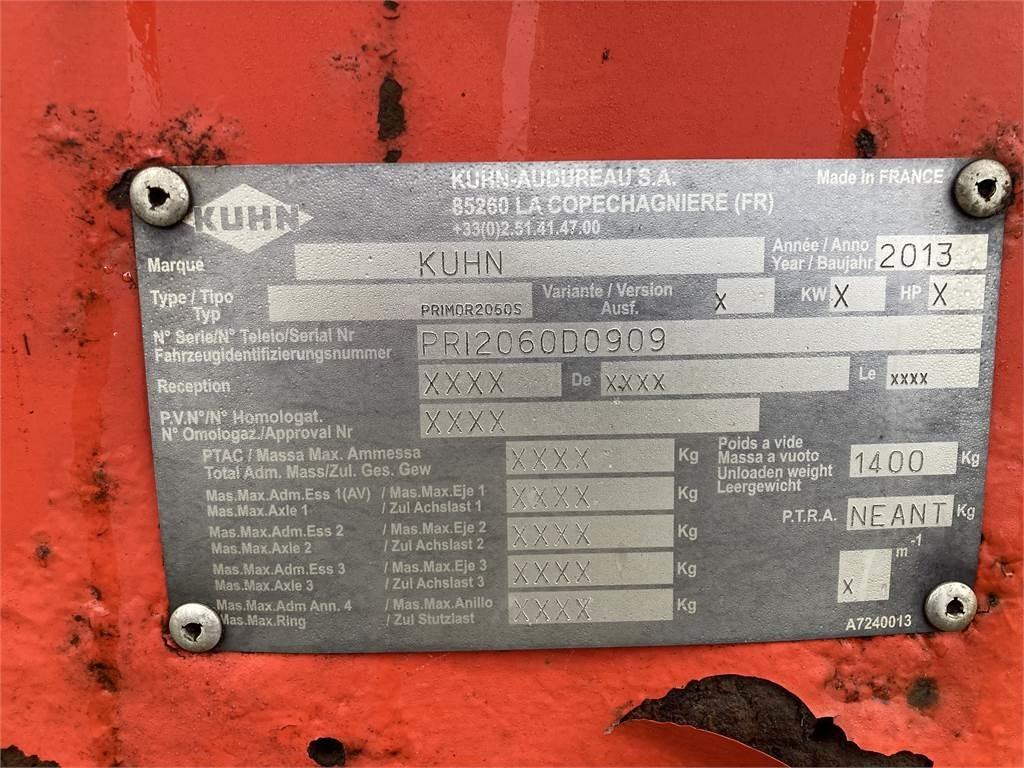 KUHN
KUHN-AUDUREAU S.A.
85260 LA COPECHAGNIERE (FR)
+33(0)2.51.41.47.00
Made in FRANCE
Marque KUHN
Année / Anno
Year / Baujahr 2013
Type / Tipo
Typ PRIMOR2060S
Variante / Version
Ausf. X
KW X HP X
N° Serie/N° Teleio/Serial Nr
Fahrzeugidentifizierungsnummer PRI2060D0909
Reception XXXX De XXXX Le XXXX
P.V.N°/N° Homologat.
N° Omologaz./Approval Nr XXXX
PTAC / Massa Max. Ammessa
Total Adm. Mass/Zul. Ges. Gew XXXX Kg
Poids a vide
Massa a vuoto
Unloaden weight
Leergewicht 1400 Kg
Mas.Max.Adm.Ess 1(AV) / Mas.Max.Eje 1
Mas.Max.Axle 1 / Zul Achslast 1 XXXX Kg
P.T.R.A. NEANT Kg
Mas.Max.Adm.Ess 2 / Mas.Max.Eje 2
Mas.Max.Axle 2 / Zul Achslast 2 XXXX Kg
Mas.Max.Adm.Ess 3 / Mas.Max.Eje 3
Mas.Max.Axle 3 / Zul Achslast 3 XXXX Kg
X / m-1
Mas.Max.Adm Ann. 4 / Mas.Max.Anillo
Mas.Max.Ring / Zul Stutzlast XXXX Kg
A7240013